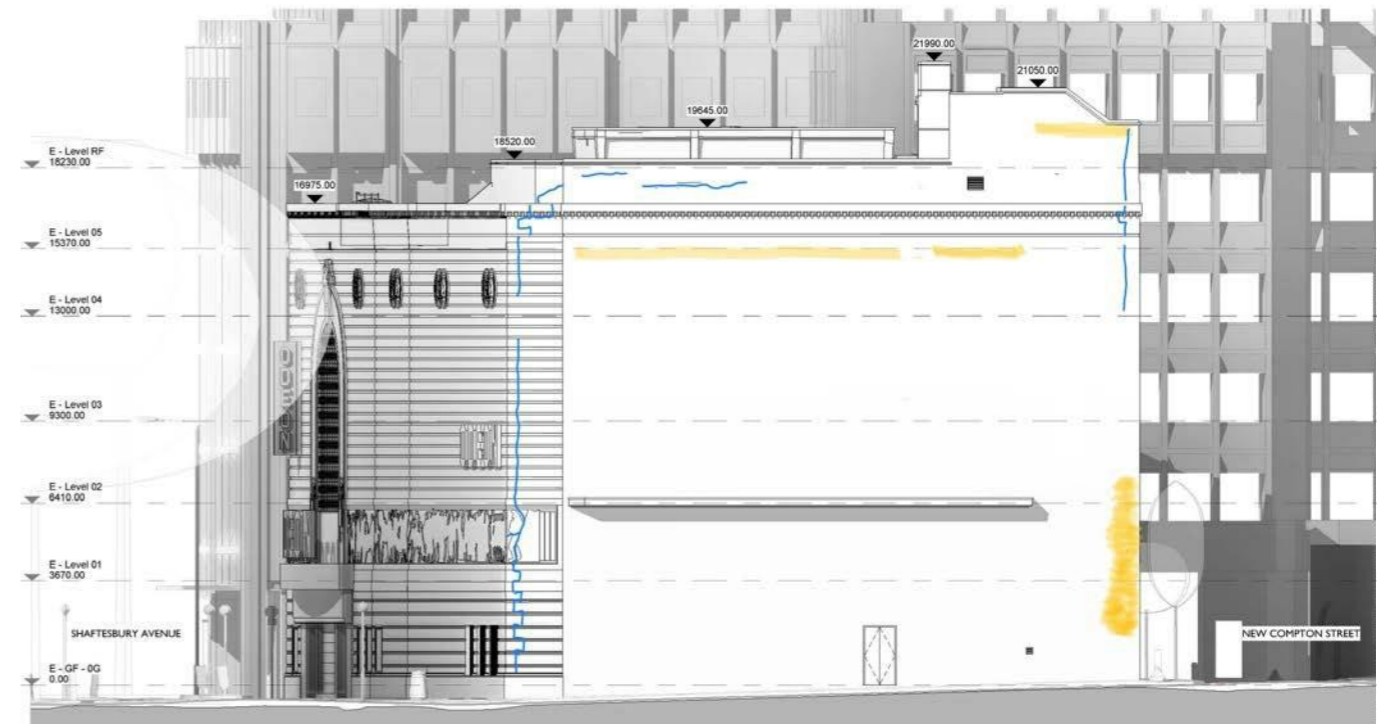 21990.00
21050.00
19645.00
18520.00
E - Level RF
18230.00
16975.00
E - Level 05
15370.00
E - Level 04
13000.00
E - Level 03
9300.00
E - Level 02
6410.00
E - Level 01
3670.00
SHAFTESBURY AVENUE
NEW COMPTON STREET
E - GF - 0G
0.00